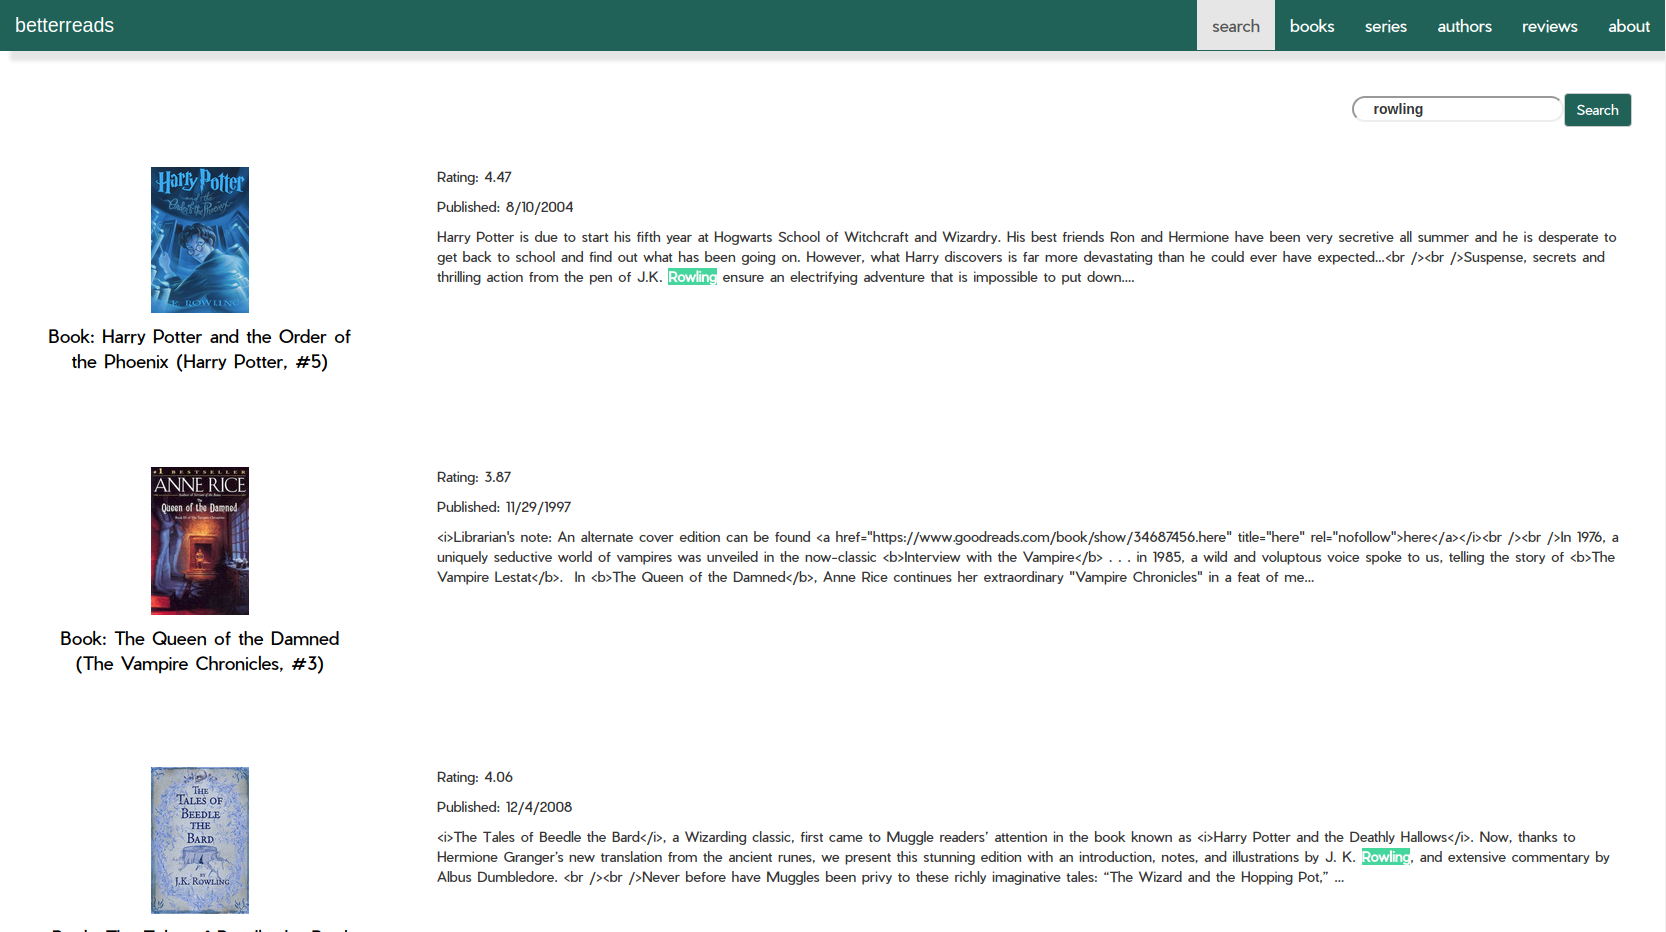 betterreads
search books series authors reviews about
rowling Search
Harry Potter
and the
Order of the Phoenix
J.K. ROWLING
Rating: 4.47
Published: 8/10/2004
Harry Potter is due to start his fifth year at Hogwarts School of Witchcraft and Wizardry. His best friends Ron and Hermione have been very secretive all summer and he is desperate to
get back to school and find out what has been going on. However, what Harry discovers is far more devastating than he could ever have expected...<br /><br />Suspense, secrets and
thrilling action from the pen of J.K. Rowling ensure an electrifying adventure that is impossible to put down....
Book: Harry Potter and the Order of
the Phoenix (Harry Potter, #5)
#1 BESTSELLER
ANNE RICE
The
Queen of the Damned
Rating: 3.87
Published: 11/29/1997
<i>Librarian's note: An alternate cover edition can be found <a href="https://www.goodreads.com/book/show/34687456.here" title="here" rel="nofollow">here</a></i><br /><br />In 1976, a
uniquely seductive world of vampires was unveiled in the now-classic <b>Interview with the Vampire</b> . . . in 1985, a wild and voluptous voice spoke to us, telling the story of <b>The
Vampire Lestat</b>. In <b>The Queen of the Damned</b>, Anne Rice continues her extraordinary "Vampire Chronicles" in a feat of me...
Book: The Queen of the Damned
(The Vampire Chronicles, #3)
THE
TALES OF
BEEDLE
THE
BARD
BY
J.K. ROWLING
Rating: 4.06
Published: 12/4/2008
<i>The Tales of Beedle the Bard</i>, a Wizarding classic, first came to Muggle readers’ attention in the book known as <i>Harry Potter and the Deathly Hallows</i>. Now, thanks to
Hermione Granger’s new translation from the ancient runes, we present this stunning edition with an introduction, notes, and illustrations by J. K. Rowling, and extensive commentary by
Albus Dumbledore. <br /><br />Never before have Muggles been privy to these richly imaginative tales: “The Wizard and the Hopping Pot,” ...